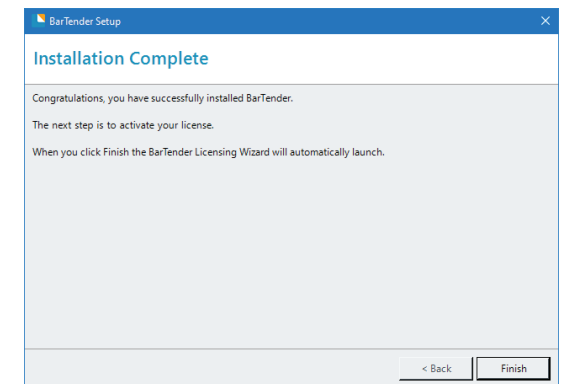 BarTender Setup
Installation Complete
Congratulations, you have successfully installed BarTender.
The next step is to activate your license.
When you click Finish the BarTender Licensing Wizard will automatically launch.
< Back
Finish